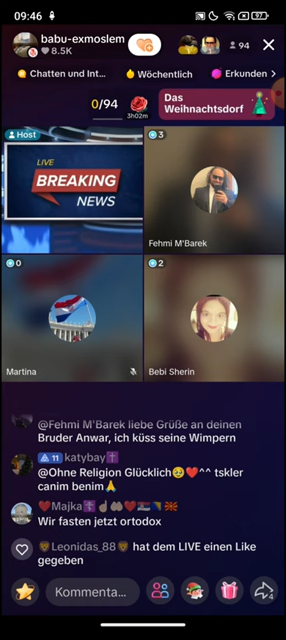 09:46
97
babu-exmoslem
8.5K
94
Chatten und Int...
Wöchentlich
Erkunden
0/94
3h02m
Das
Weihnachtsdorf
Host
LIVE
BREAKING
NEWS
3
Fehmi M'Barek
0
Martina
2
Bebi Sherin
@Fehmi M'Barek liebe Grüße an deinen
Bruder Anwar, ich küss seine Wimpern
11 katybay
@Ohne Religion Glücklich^^ tskler
canim benim
Majka
Wir fasten jetzt ortodox
Leonidas_88 hat dem LIVE einen Like
gegeben
Kommenta...
4